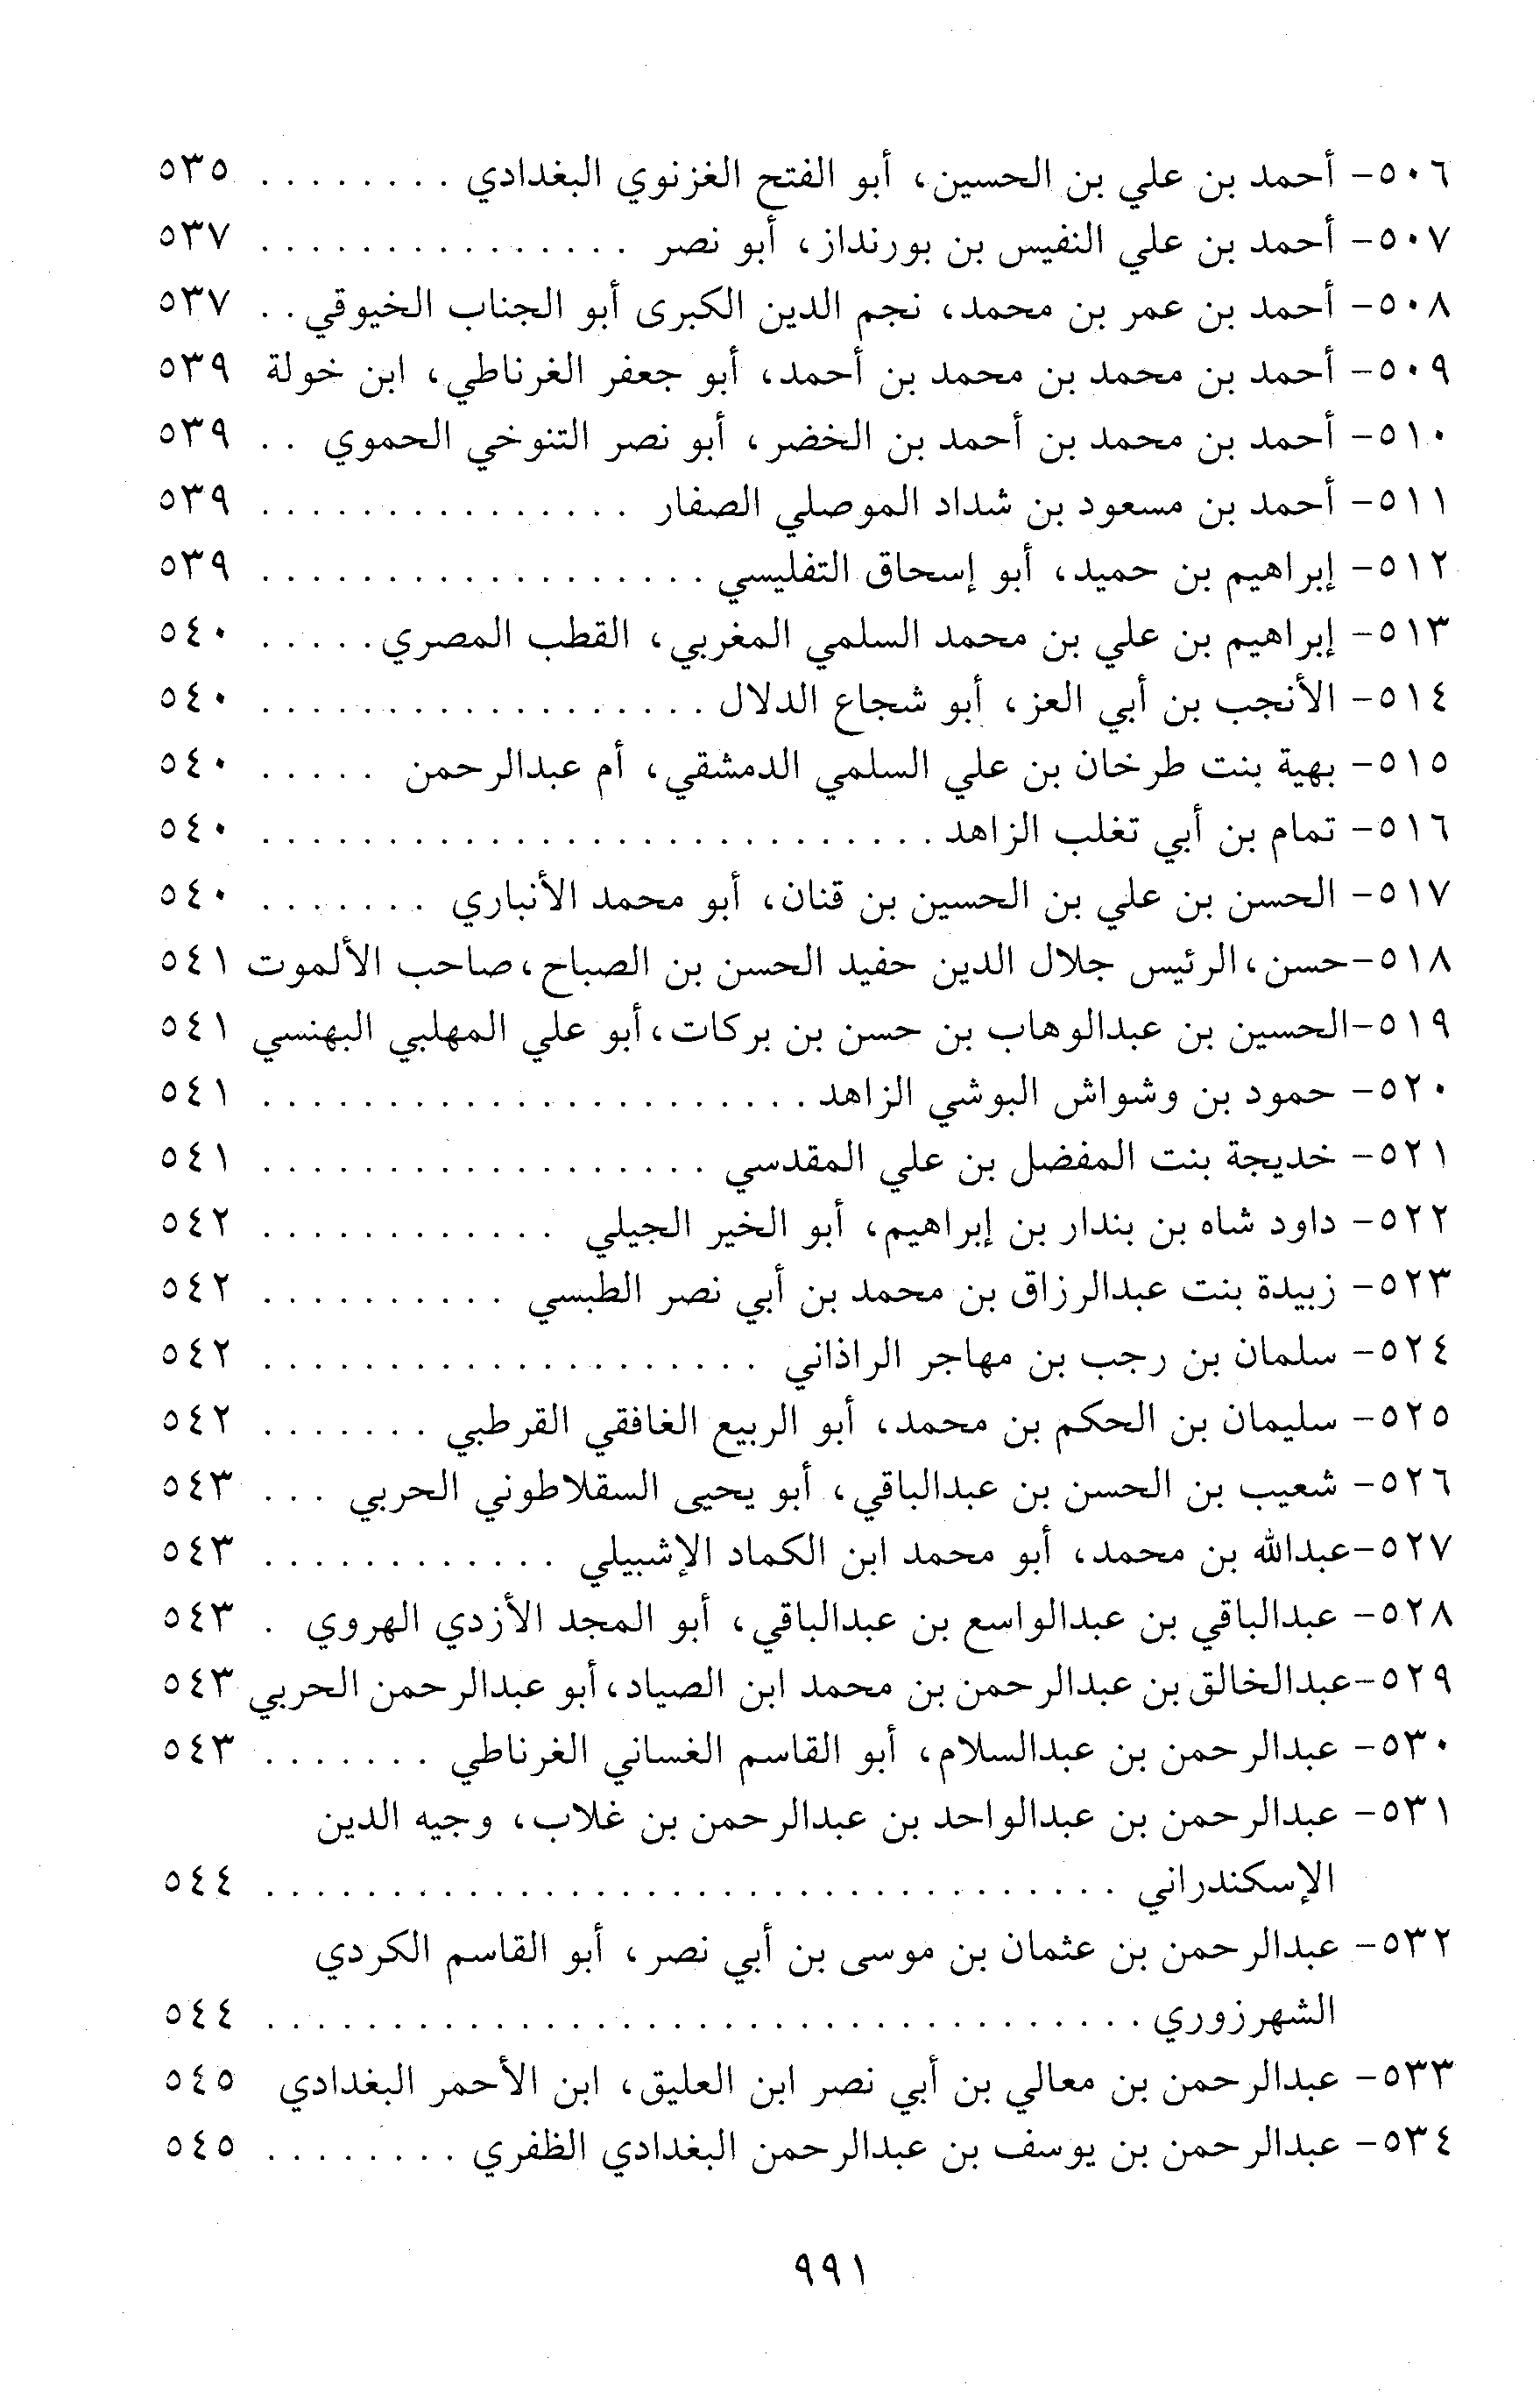 ٥٠٦- أحمد بن علي بن الحسين، أبو الفتح الغزنوي البغدادي . . . . . . . . ٥٣٥
٥٠٧- أحمد بن علي النفيس بن بورنداز، أبو نصر . . . . . . . . . . . . . . . ٥٣٧
٥٠٨- أحمد بن عمر بن محمد، نجم الدين الكبرى أبو الجناب الخيوقي . . ٥٣٧
٥٠٩- أحمد بن محمد بن محمد بن أحمد، أبو جعفر الغرناطي، ابن خولة ٥٣٩
٥١٠- أحمد بن محمد بن أحمد بن الخضر، أبو نصر التنوخي الحموي . . ٥٣٩
٥١١- أحمد بن مسعود بن شداد الموصلي الصفار . . . . . . . . . . . . . . . ٥٣٩
٥١٢- إبراهيم بن حميد، أبو إسحاق التفليسي . . . . . . . . . . . . . . . . . . ٥٣٩
٥١٣- إبراهيم بن علي بن محمد السلمي المغربي، القطب المصري . . . . . ٥٤٠
٥١٤- الأنجب بن أبي العز، أبو شجاع الدلال . . . . . . . . . . . . . . . . . . ٥٤٠
٥١٥- بهية بنت طرخان بن علي السلمي الدمشقي، أم عبدالرحمن . . . . . ٥٤٠
٥١٦- تمام بن أبي تغلب الزاهد . . . . . . . . . . . . . . . . . . . . . . . . . . . ٥٤٠
٥١٧- الحسن بن علي بن الحسين بن قنان، أبو محمد الأنباري . . . . . . . ٥٤٠
٥١٨-حسن، الرئيس جلال الدين حفيد الحسن بن الصباح، صاحب الألموت ٥٤١
٥١٩-الحسين بن عبدالوهاب بن حسن بن بركات، أبو علي المهلبي البهنسي ٥٤١
٥٢٠- حمود بن وشواش البوشي الزاهد . . . . . . . . . . . . . . . . . . . . . . ٥٤١
٥٢١- خديجة بنت المفضل بن علي المقدسي . . . . . . . . . . . . . . . . . . ٥٤١
٥٢٢- داود شاه بن بندار بن إبراهيم، أبو الخير الجيلي . . . . . . . . . . . . ٥٤٢
٥٢٣- زبيدة بنت عبدالرزاق بن محمد بن أبي نصر الطبسي . . . . . . . . . . ٥٤٢
٥٢٤- سلمان بن رجب بن مهاجر الراذاني . . . . . . . . . . . . . . . . . . . . ٥٤٢
٥٢٥- سليمان بن الحكم بن محمد، أبو الربيع الغافقي القرطبي . . . . . . . ٥٤٢
٥٢٦- شعيب بن الحسن بن عبدالباقي، أبو يحيى السقلاطوني الحربي . . . ٥٤٣
٥٢٧-عبدالله بن محمد، أبو محمد ابن الكماد الإشبيلي . . . . . . . . . . . . ٥٤٣
٥٢٨- عبدالباقي بن عبدالواسع بن عبدالباقي، أبو المجد الأزدي الهروي . ٥٤٣
٥٢٩-عبدالخالق بن عبدالرحمن بن محمد ابن الصياد، أبو عبدالرحمن الحربي ٥٤٣
٥٣٠- عبدالرحمن بن عبدالسلام، أبو القاسم الغساني الغرناطي . . . . . . . ٥٤٣
٥٣١- عبدالرحمن بن عبدالواحد بن عبدالرحمن بن غلاب، وجيه الدين
الإسكندراني . . . . . . . . . . . . . . . . . . . . . . . . . . . . . . . . . . ٥٤٤
٥٣٢- عبدالرحمن بن عثمان بن موسى بن أبي نصر، أبو القاسم الكردي
الشهرزوري . . . . . . . . . . . . . . . . . . . . . . . . . . . . . . . . . . . ٥٤٤
٥٣٣- عبدالرحمن بن معالي بن أبي نصر ابن العليق، ابن الأحمر البغدادي ٥٤٥
٥٣٤- عبدالرحمن بن يوسف بن عبدالرحمن البغدادي الظفري . . . . . . . . ٥٤٥
٩٩١